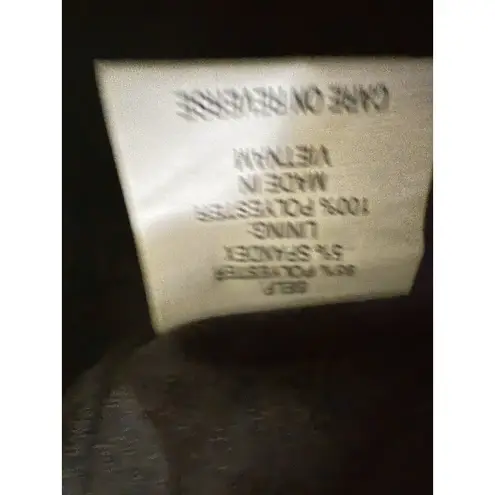 SELF
95% POLYESTER
5% SPANDEX
LINING:
100% POLYESTER
MADE IN
VIETNAM
CARE ON REVERSE